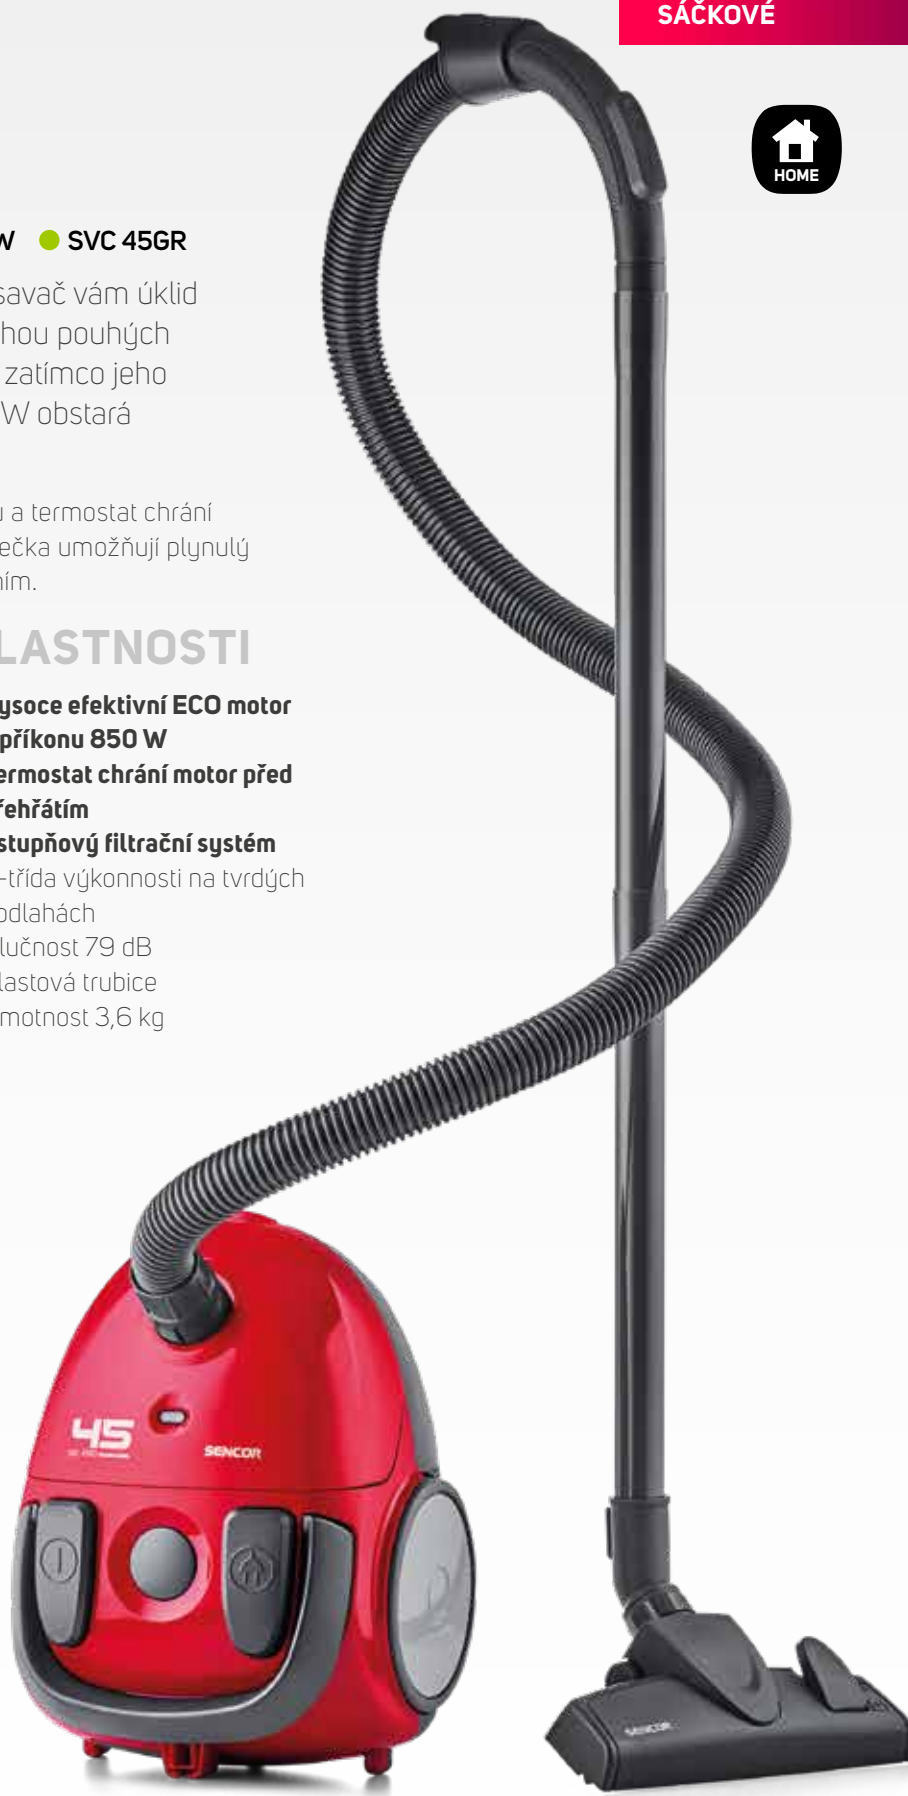 SÁČKOVÉ
HOME
W SVC 45GR
savač vám úklid
hou pouhých
zatímco jeho
W obstará
u a termostat chrání
ečka umožňují plynulý
ním.
LASTNOSTI
ysoce efektivní ECO motor
příkonu 850 W
ermostat chrání motor před
řehřátím
stupňový filtrační systém
-třída výkonnosti na tvrdých
odlahách
lučnost 79 dB
lastová trubice
motnost 3,6 kg
45
SENCOR
SENCOR